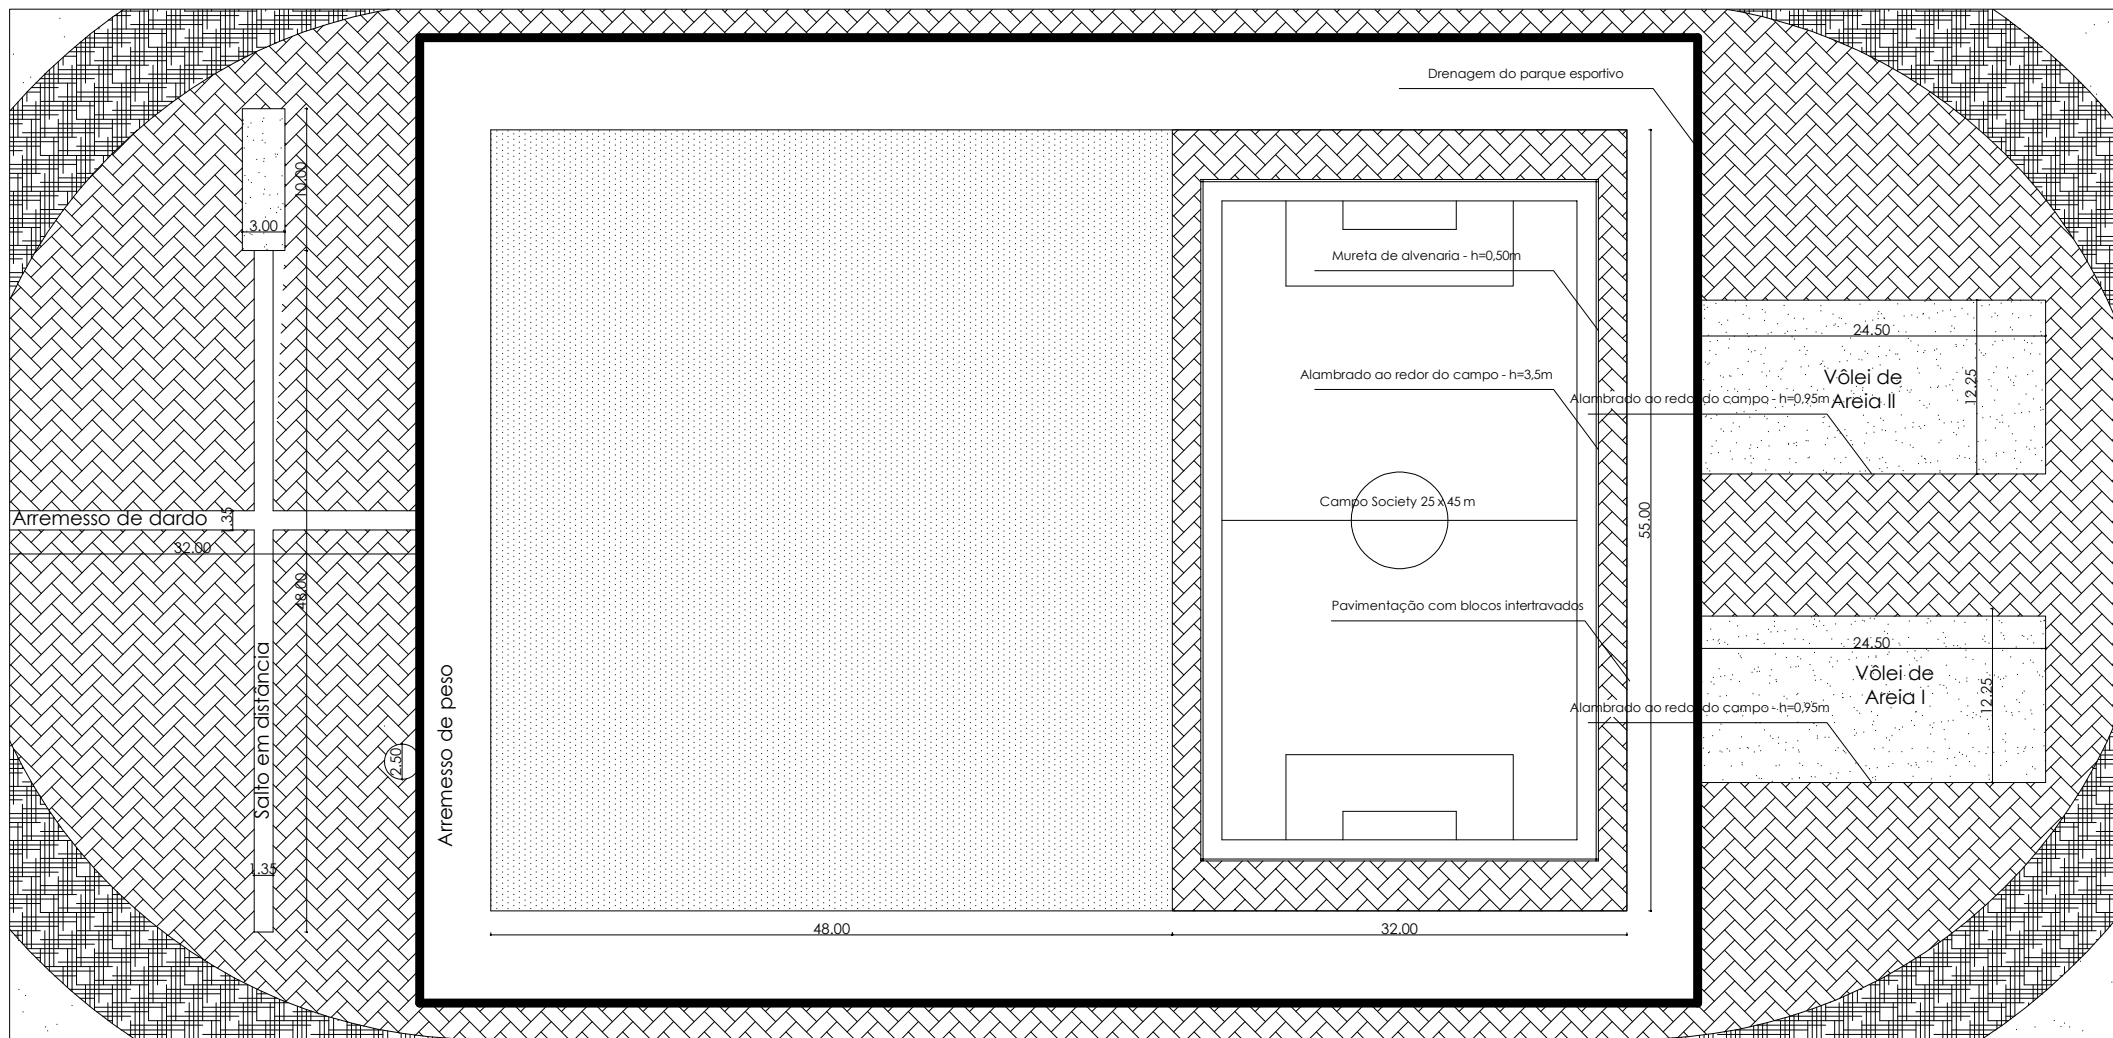 Drenagem do parque esportivo
10.00
3.00
Mureta de alvenaria - h=0,50m
24.50
Vôlei de
Areia II
12.25
Alambrado ao redor do campo - h=3,5m
Alambrado ao redor do campo - h=0,95m
Campo Society 25 x 45 m
55.00
Arremesso de dardo
1.35
32.00
48.00
Pavimentação com blocos intertravados
24.50
Vôlei de
Areia I
12.25
Alambrado ao redor do campo - h=0,95m
Salto em distância
Arremesso de peso
2.50
1.35
48.00
32.00